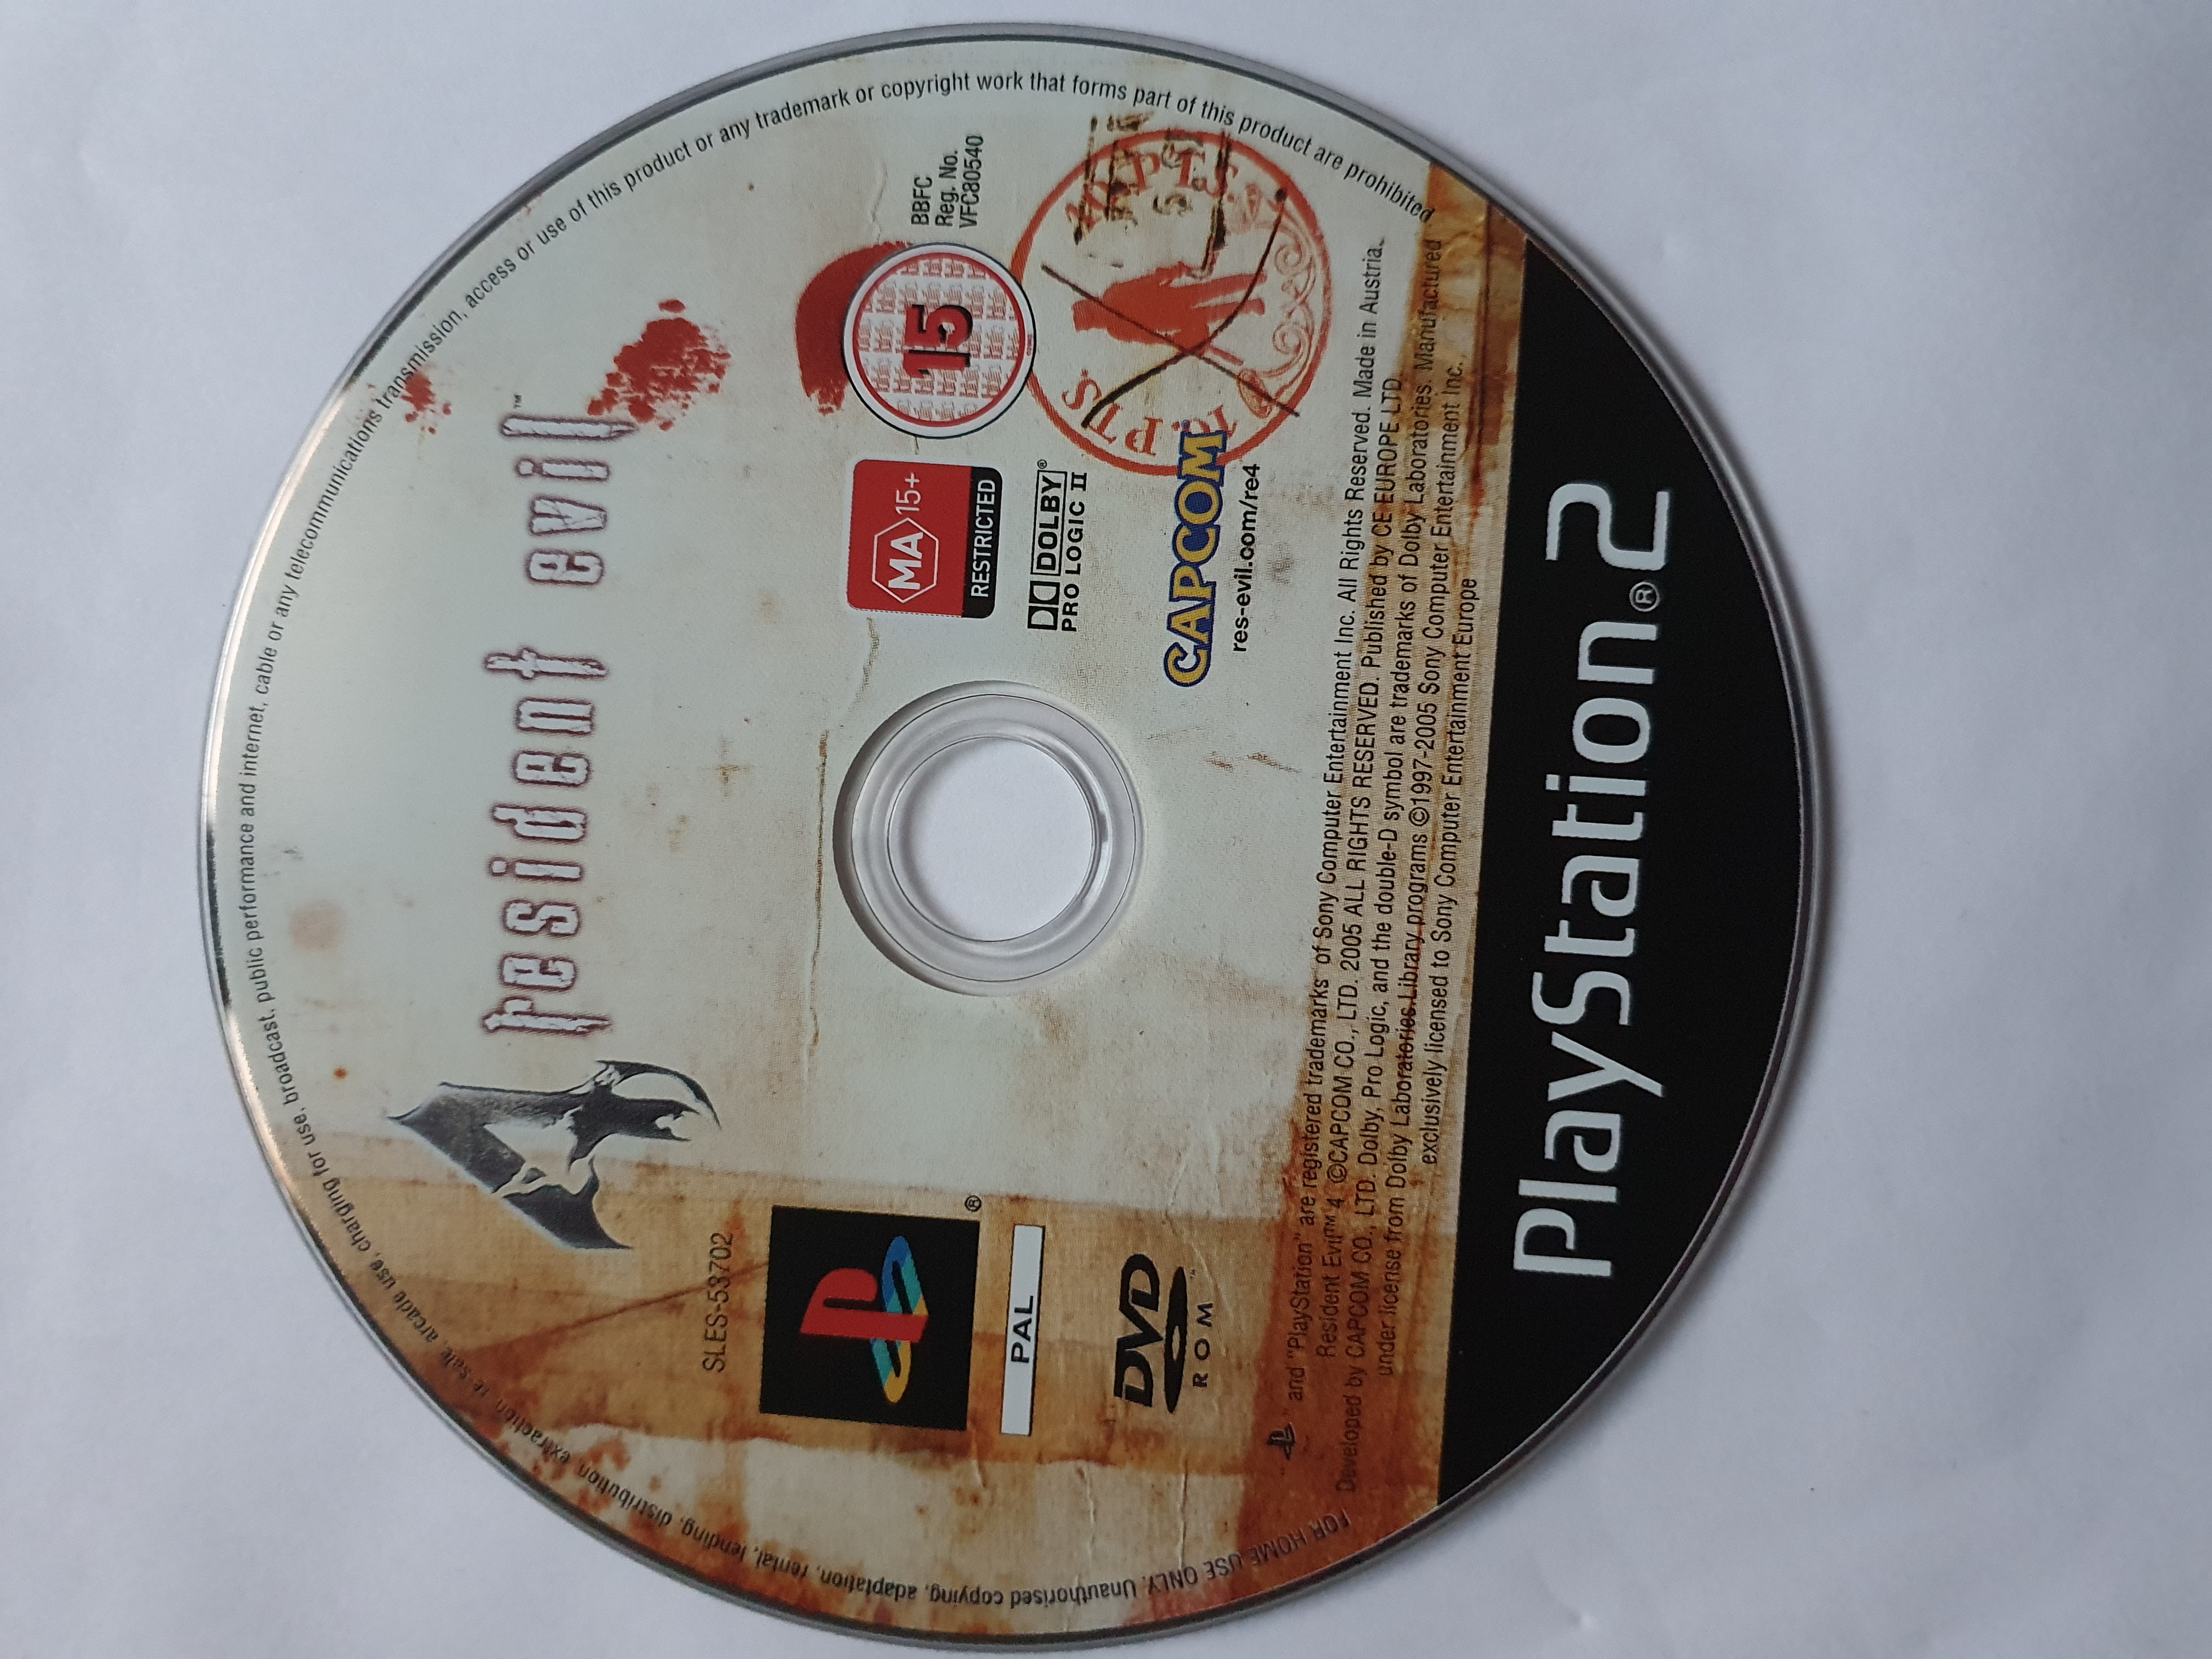 FOR HOME USE ONLY. Unauthorised copying, adaptation, rental, lending, distribution, extraction, re-sale, arcade use, charging for use, broadcast, public performance and internet, cable or any telecommunications transmission, access or use of this product or any trademark or copyright work that forms part of this product are prohibited
4
resident evil™
SLES-53702
®
PAL
DVD
ROM™
MA 15+
RESTRICTED
15
BBFC
Reg. No.
VFC80540
DOLBY®
PRO LOGIC II
CAPCOM
res-evil.com/re4
" " and "PlayStation" are registered trademarks of Sony Computer Entertainment Inc. All Rights Reserved. Made in Austria.
Resident Evil™ 4 ©CAPCOM CO., LTD. 2005 ALL RIGHTS RESERVED. Published by CE EUROPE LTD.
Developed by CAPCOM CO., LTD. Dolby, Pro Logic, and the double-D symbol are trademarks of Dolby Laboratories. Manufactured
under license from Dolby Laboratories.Library programs ©1997-2005 Sony Computer Entertainment Inc.,
exclusively licensed to Sony Computer Entertainment Europe
PlayStation®2